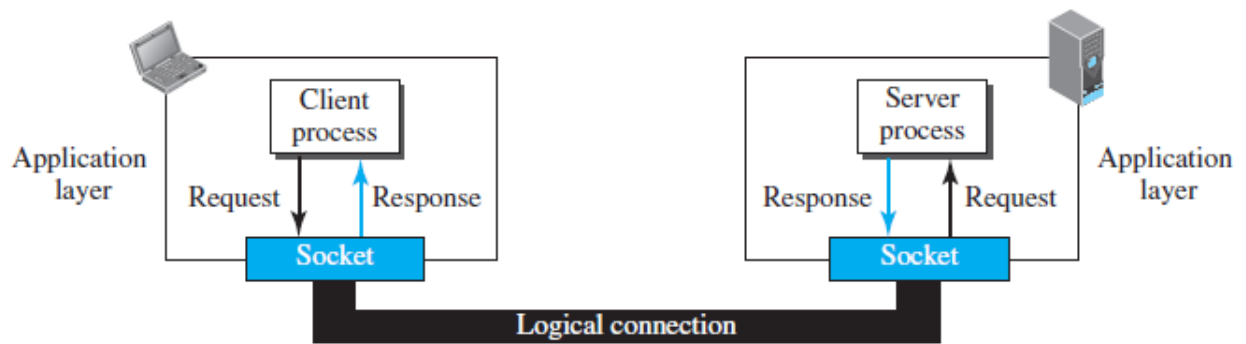 Client
process
Application
layer
Request
Response
Socket
Server
process
Response
Request
Application
layer
Socket
Logical connection